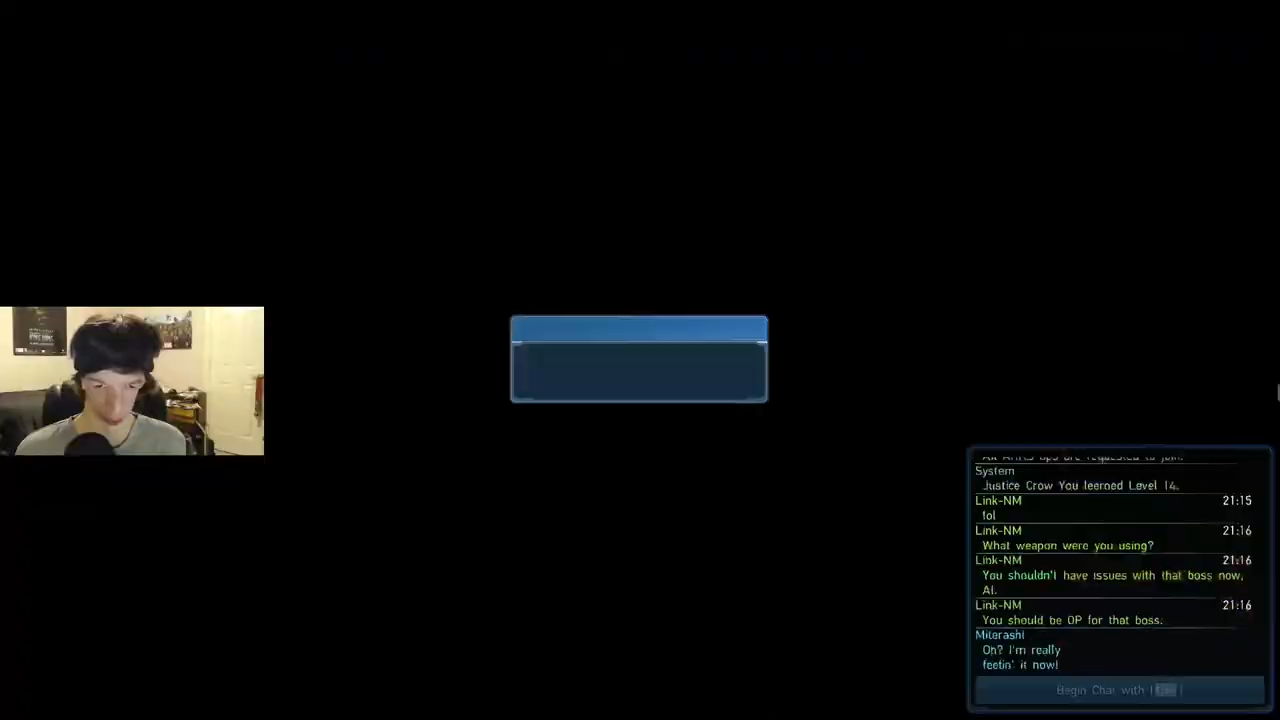 System
Justice Crow You learned Level 14.
Link-NM 21:15
lol
Link-NM 21:16
What weapon were you using?
Link-NM 21:16
You shouldn't have issues with that boss now,
Al.
Link-NM 21:16
You should be OP for that boss.
Miterashi
Oh? I'm really
feelin' it now!
Begin Chat with